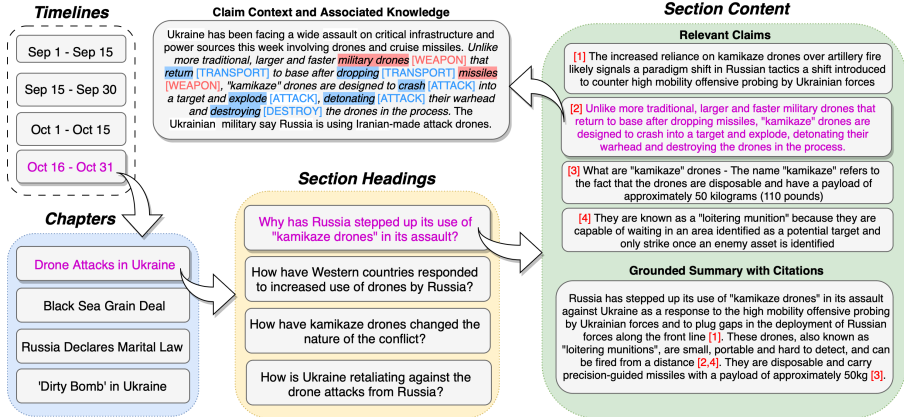 Timelines
Sep 1 - Sep 15
Sep 15 - Sep 30
Oct 1 - Oct 15
Oct 16 - Oct 31
Claim Context and Associated Knowledge
Ukraine has been facing a wide assault on critical infrastructure and
power sources this week involving drones and cruise missiles. Unlike
more traditional, larger and faster military drones [WEAPON] that
return [TRANSPORT] to base after dropping [TRANSPORT] missiles
[WEAPON], "kamikaze" drones are designed to crash [ATTACK] into
a target and explode [ATTACK], detonating [ATTACK] their warhead
and destroying [DESTROY] the drones in the process. The
Ukrainian military say Russia is using Iranian-made attack drones.
Chapters
Drone Attacks in Ukraine
Black Sea Grain Deal
Russia Declares Marital Law
'Dirty Bomb' in Ukraine
Section Headings
Why has Russia stepped up its use of
"kamikaze drones" in its assault?
How have Western countries responded
to increased use of drones by Russia?
How have kamikaze drones changed the
nature of the conflict?
How is Ukraine retaliating against the
drone attacks from Russia?
Section Content
Relevant Claims
[1] The increased reliance on kamikaze drones over artillery fire
likely signals a paradigm shift in Russian tactics a shift introduced
to counter high mobility offensive probing by Ukrainian forces
[2] Unlike more traditional, larger and faster military drones that
return to base after dropping missiles, "kamikaze" drones are
designed to crash into a target and explode, detonating their
warhead and destroying the drones in the process.
[3] What are "kamikaze" drones - The name "kamikaze" refers to
the fact that the drones are disposable and have a payload of
approximately 50 kilograms (110 pounds)
[4] They are known as a "loitering munition" because they are
capable of waiting in an area identified as a potential target and
only strike once an enemy asset is identified
Grounded Summary with Citations
Russia has stepped up its use of "kamikaze drones" in its assault
against Ukraine as a response to the high mobility offensive probing
by Ukrainian forces and to plug gaps in the deployment of Russian
forces along the front line [1]. These drones, also known as
"loitering munitions", are small, portable and hard to detect, and can
be fired from a distance [2,4]. They are disposable and carry
precision-guided missiles with a payload of approximately 50kg [3].